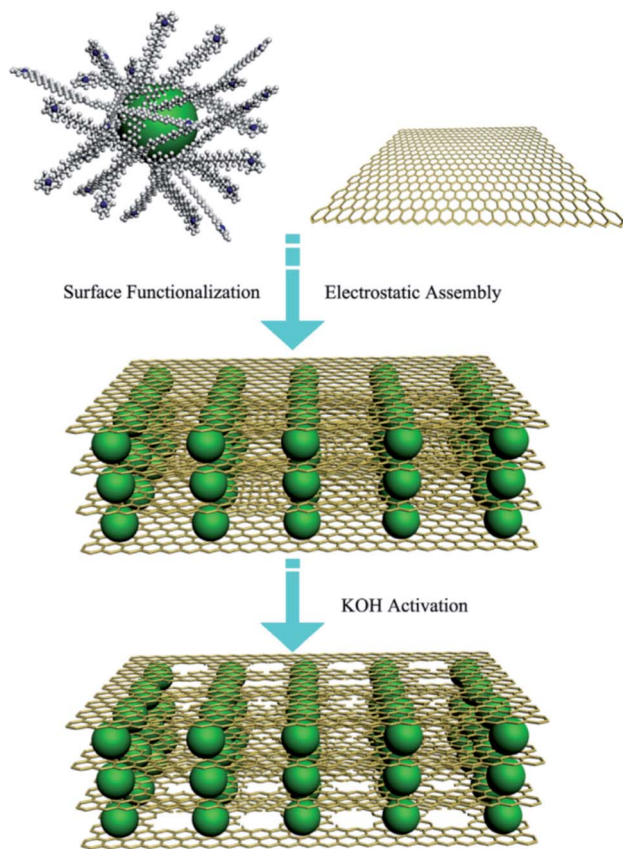 Surface Functionalization
Electrostatic Assembly
KOH Activation